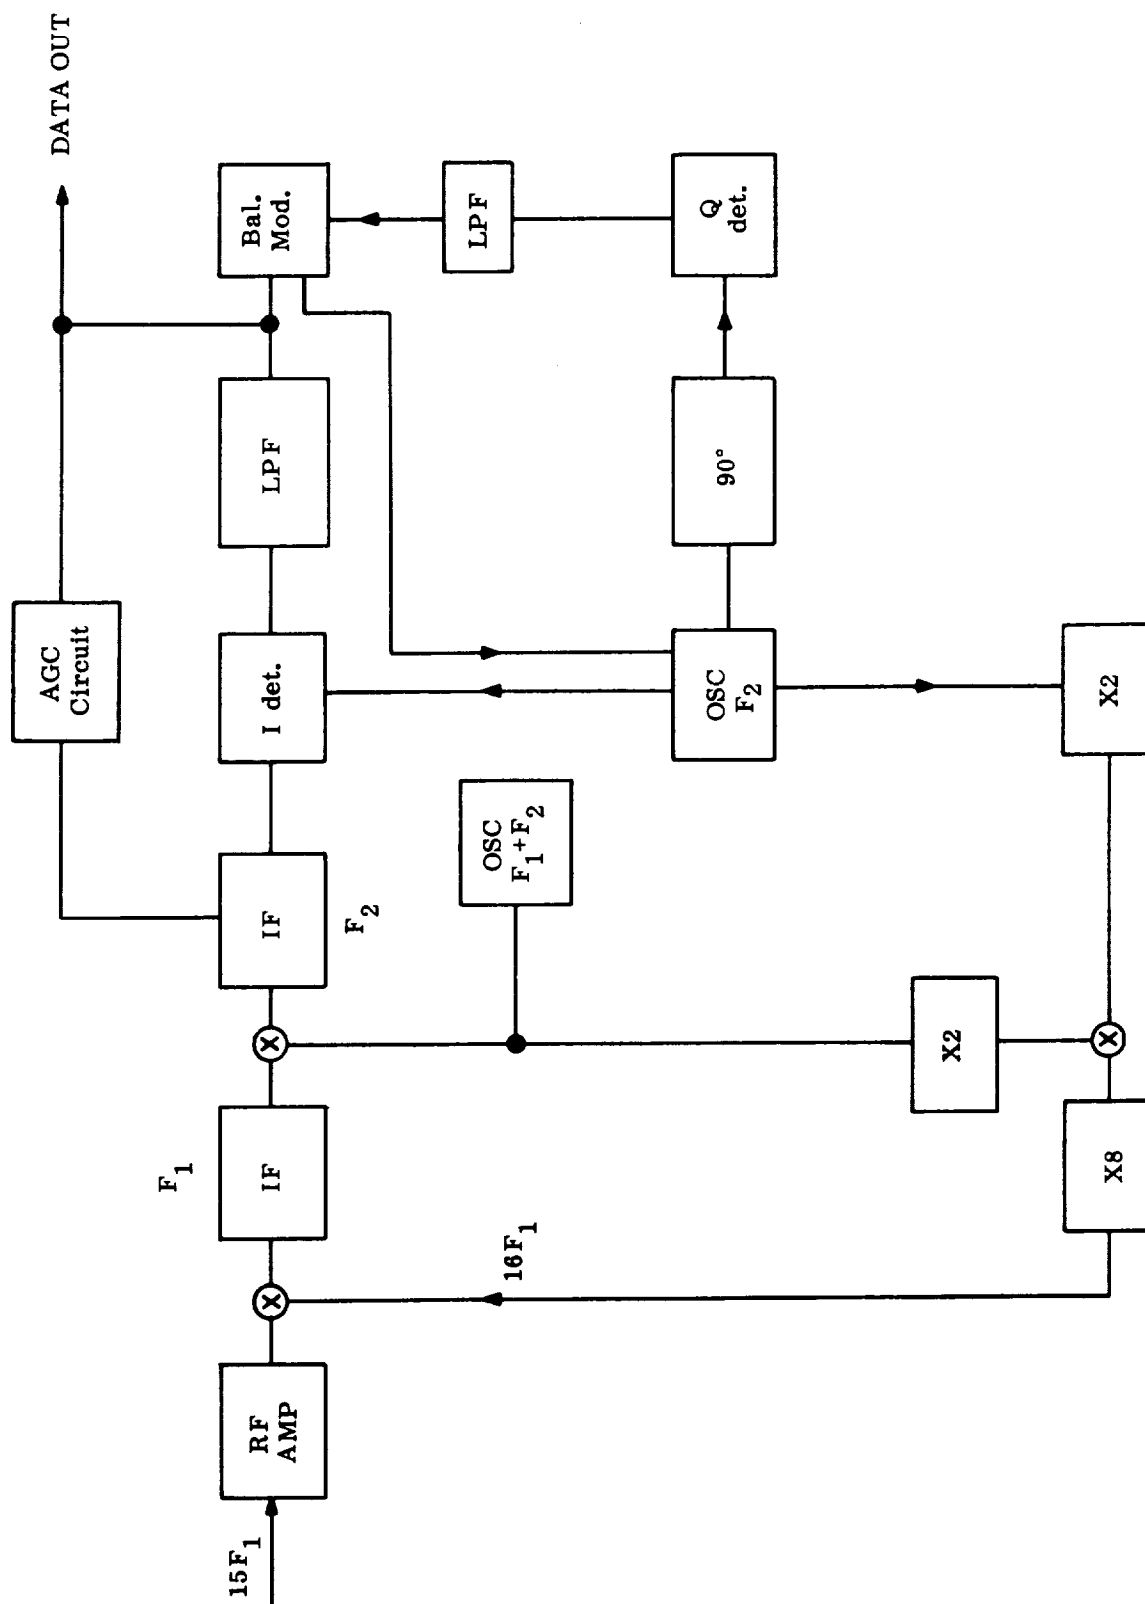 DATA OUT
AGC
Circuit
15F1
RF
AMP
F1
IF
IF
F2
I det.
LPF
Bal.
Mod.
16F1
OSC
F1+F2
LPF
OSC
F2
90°
Q
det.
X
X
X2
X
X8
X2